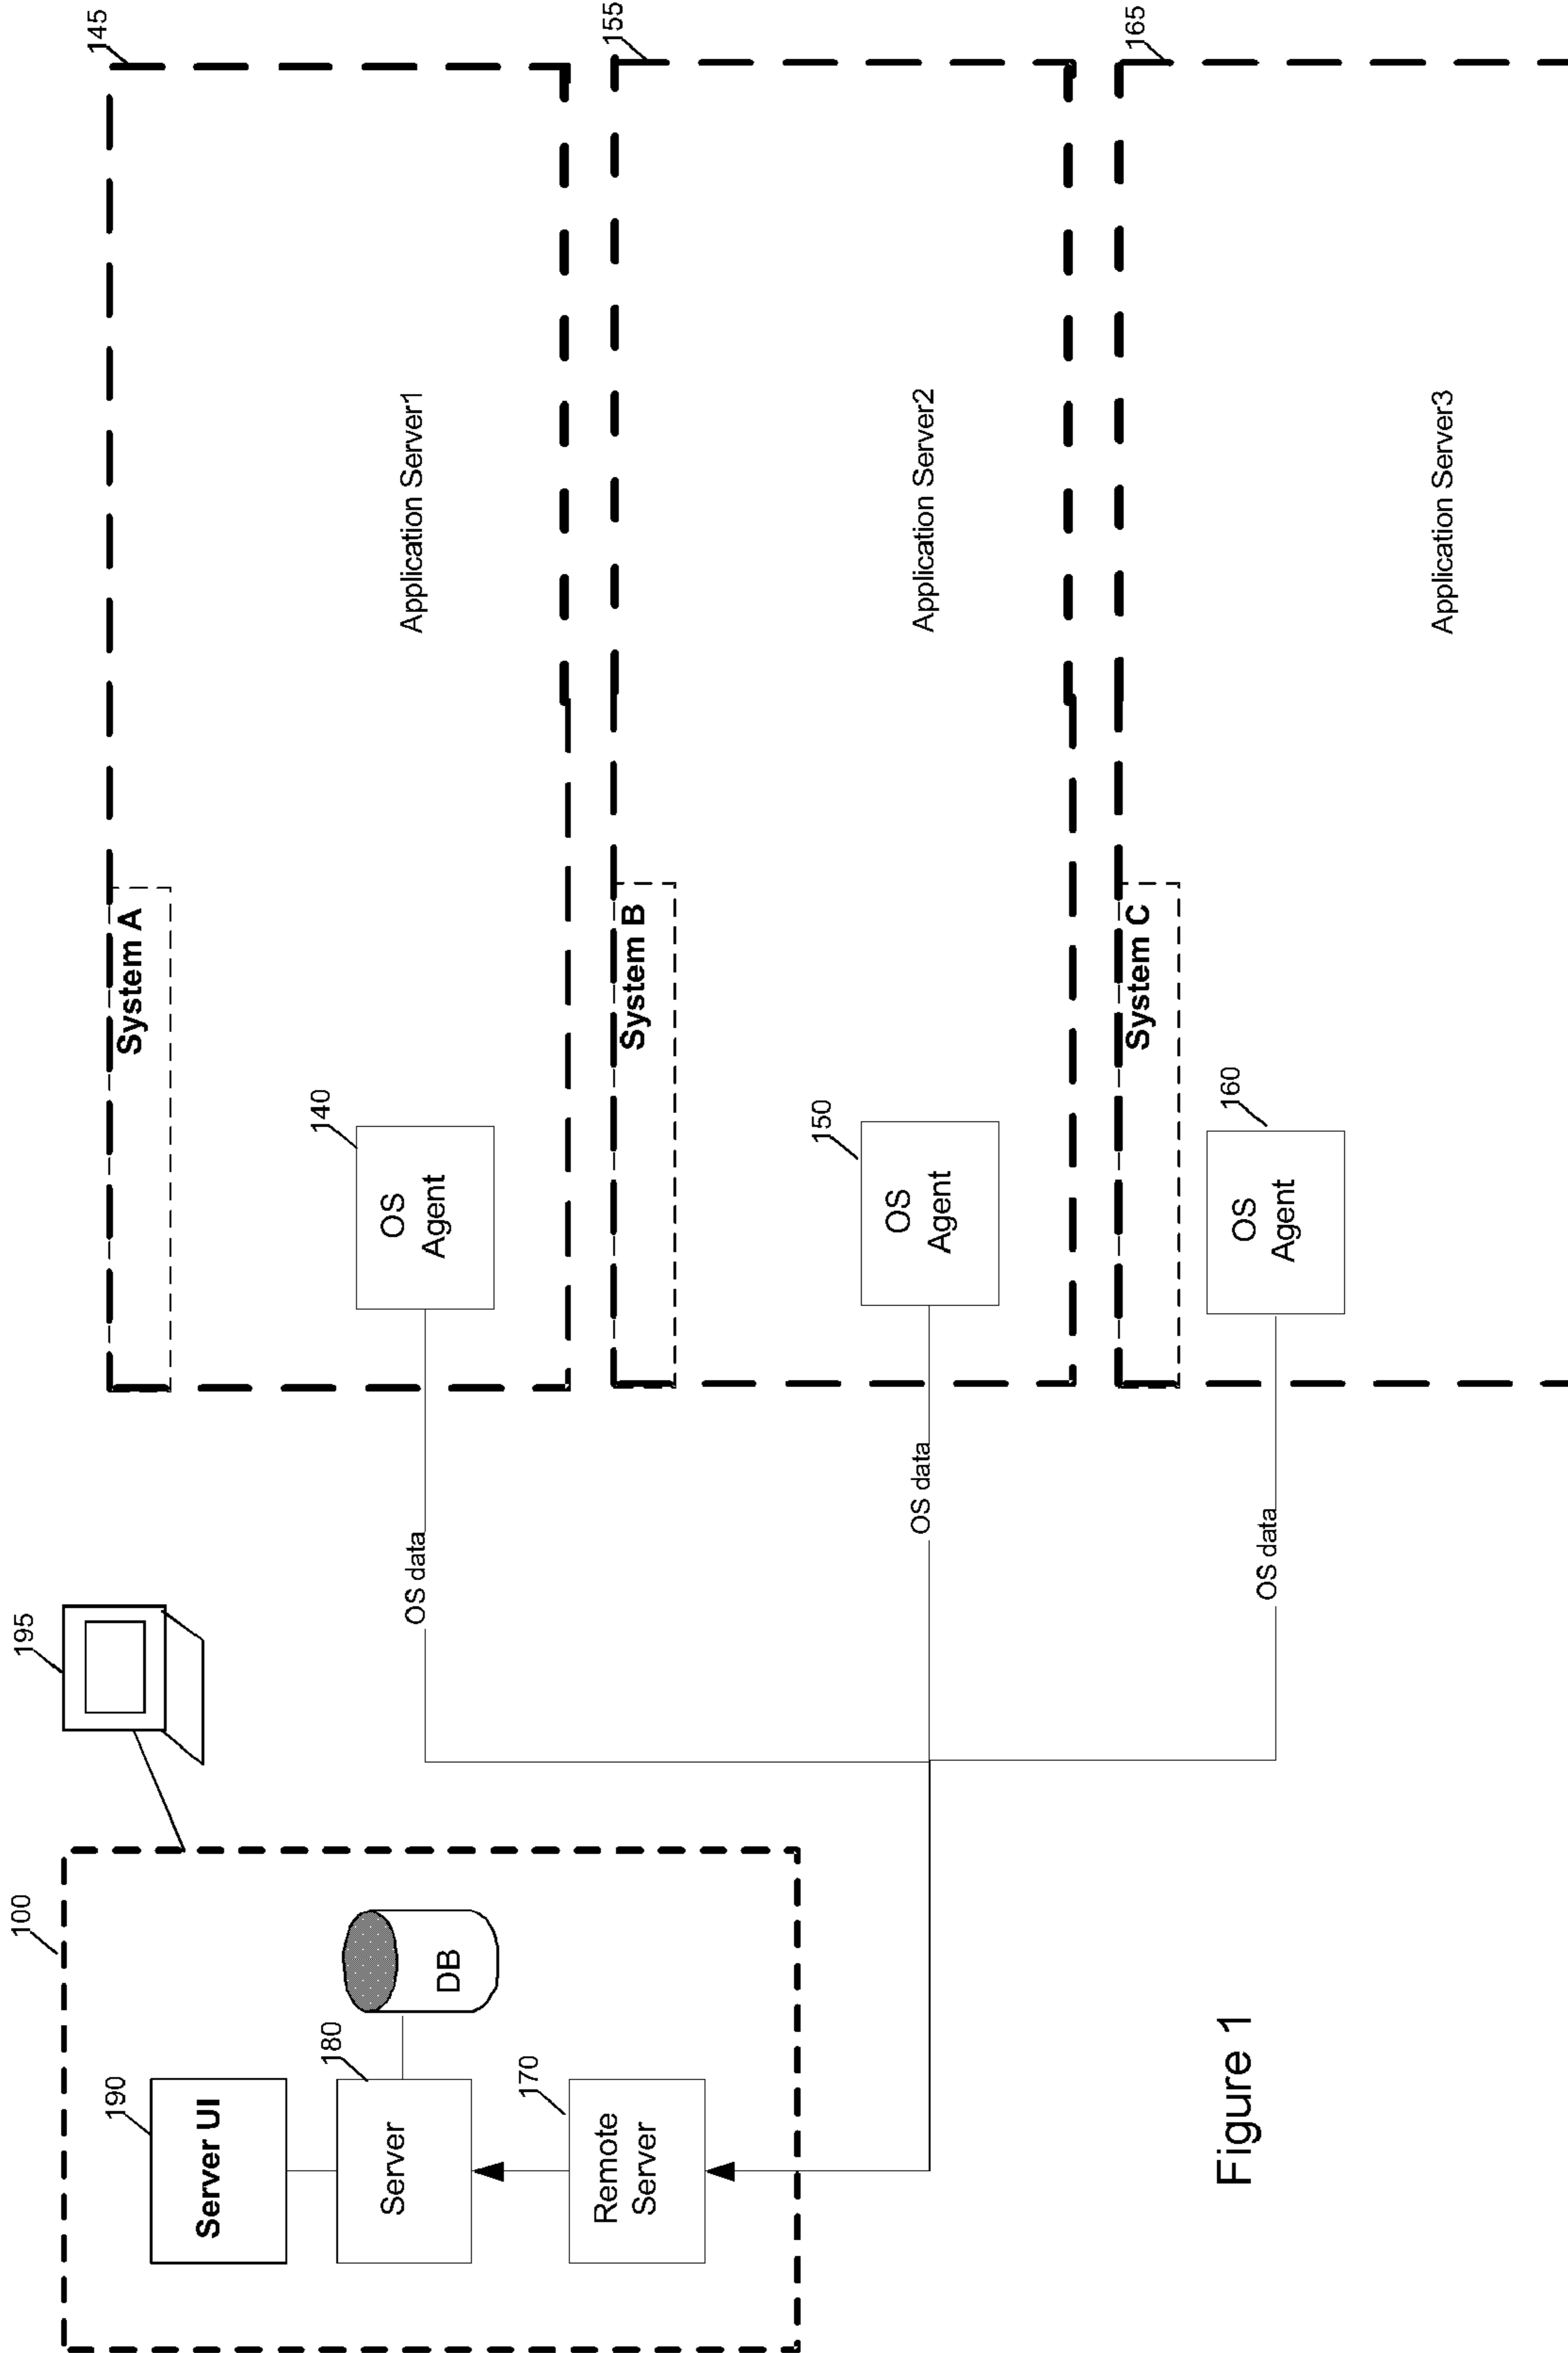 100
195
190
Server UI
180
Server
DB
170
Remote
Server
145
System A
140
OS
Agent
OS data
Application Server1
155
System B
150
OS
Agent
OS data
Application Server2
165
System C
160
OS
Agent
OS data
Application Server3
Figure 1